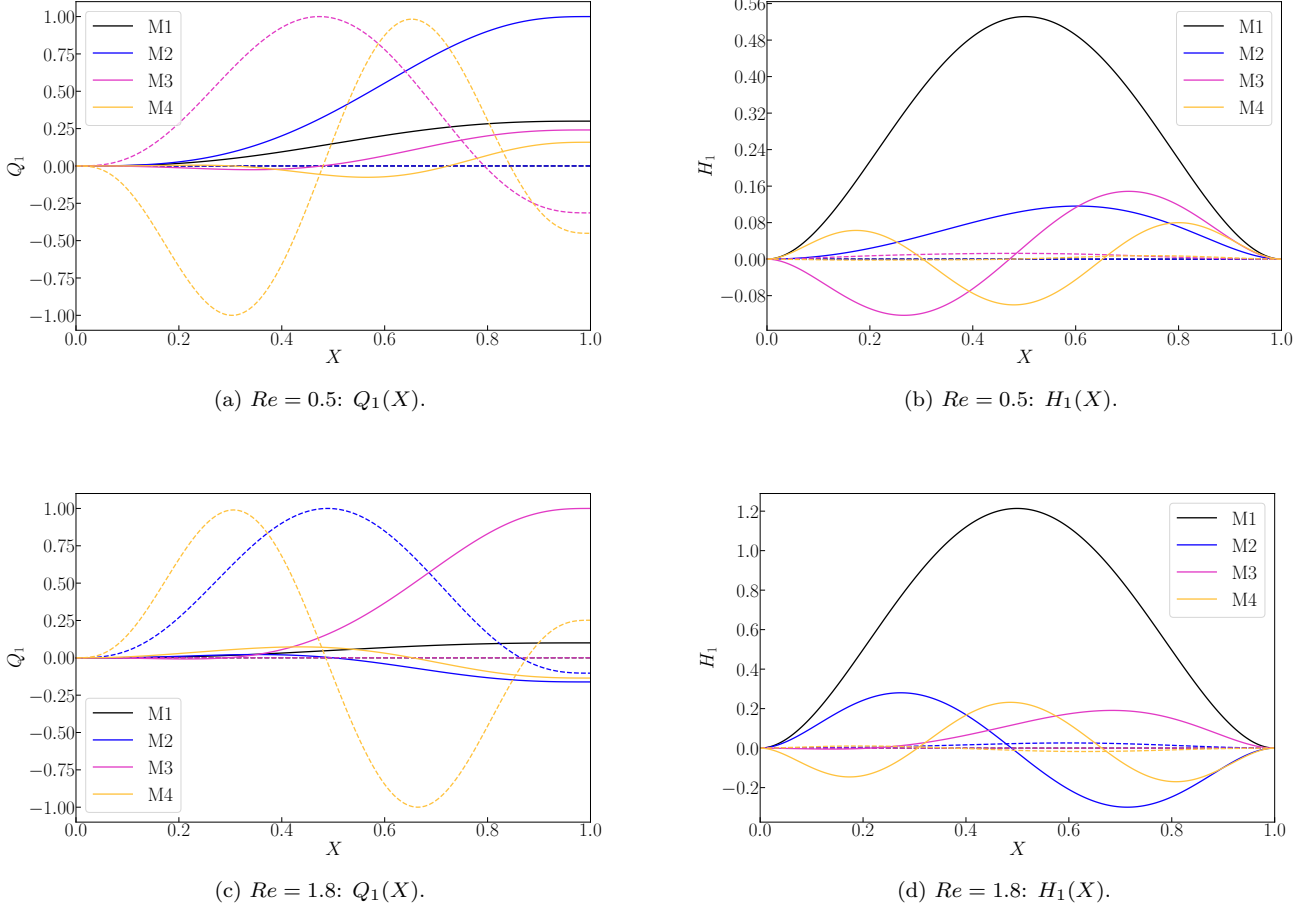 1.00
0.75
0.50
0.25
0.00
−0.25
−0.50
−0.75
−1.00
Q1
M1
M2
M3
M4
0.0 0.2 0.4 0.6 0.8 1.0
X
(a) Re = 0.5: Q1(X).
0.56
0.48
0.40
0.32
0.24
0.16
0.08
0.00
−0.08
H1
M1
M2
M3
M4
0.0 0.2 0.4 0.6 0.8 1.0
X
(b) Re = 0.5: H1(X).
1.00
0.75
0.50
0.25
0.00
−0.25
−0.50
−0.75
−1.00
Q1
M1
M2
M3
M4
0.0 0.2 0.4 0.6 0.8 1.0
X
(c) Re = 1.8: Q1(X).
1.2
1.0
0.8
0.6
0.4
0.2
0.0
−0.2
H1
M1
M2
M3
M4
0.0 0.2 0.4 0.6 0.8 1.0
X
(d) Re = 1.8: H1(X).